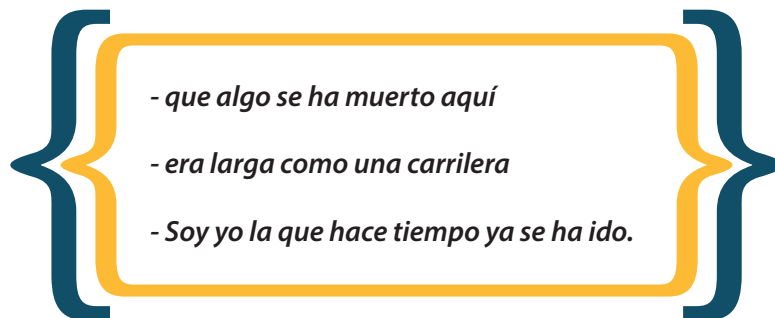 - que algo se ha muerto aquí
- era larga como una carrilera
- Soy yo la que hace tiempo ya se ha ido.